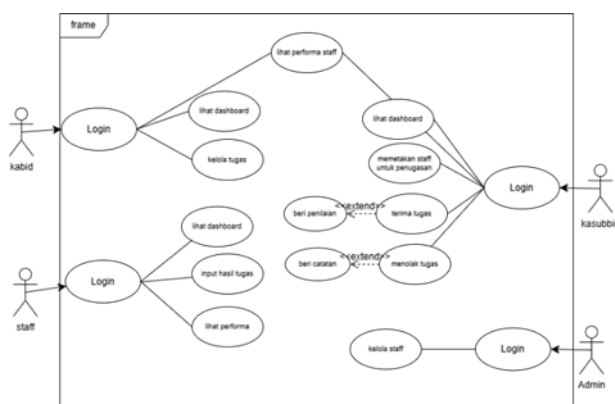 frame
lihat performa staff
lihat dashboard
lihat dashboard
Login
kelola tugas
memetakan staff
untuk penugasan
Login
kabid
kasubbi
<<extend>>
beri penilaian
terima tugas
lihat dashboard
<<extend>>
beri catatan
menolak tugas
Login
input hasil tugas
staff
lihat performa
kelola staff
Login
Admin